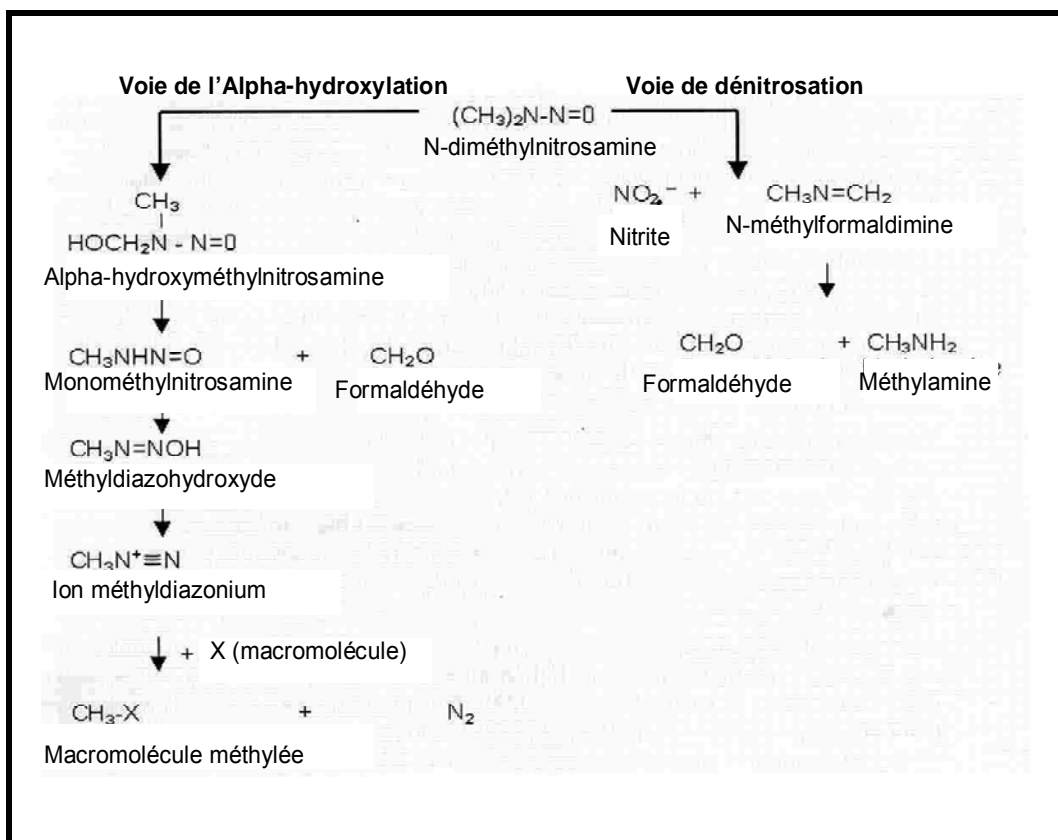 Voie de l'Alpha-hydroxylation Voie de dénitrosation
(CH₃)₂N-N=O
N-diméthylnitrosamine
CH₃
HOCH₂N - N=O
Alpha-hydroxyméthylnitrosamine
NO₂⁻ + CH₃N=CH₂
Nitrite N-méthylformaldimine
CH₃NHN=O + CH₂O
Monométhylnitrosamine Formaldéhyde
CH₂O + CH₃NH₂
Formaldéhyde Méthylamine
CH₃N=NOH
Méthyldiazohydroxyde
CH₃N⁺≡N
Ion méthyldiazonium
+ X (macromolécule)
CH₃-X + N₂
Macromolécule méthylée